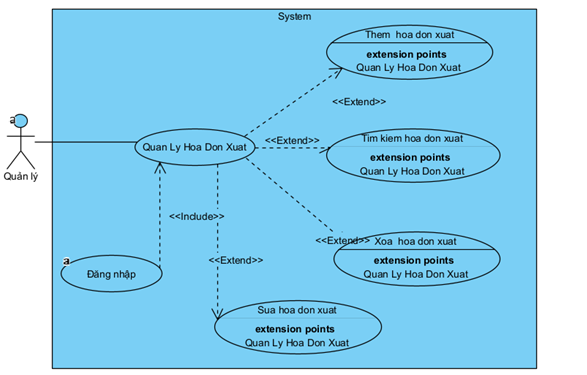 System
Them hoa don xuat
extension points
Quan Ly Hoa Don Xuat
<<Extend>>
a
Quản lý
Quan Ly Hoa Don Xuat
<<Extend>>
Tim kiem hoa don xuat
extension points
Quan Ly Hoa Don Xuat
<<Include>>
<<Extend>>
Xoa hoa don xuat
extension points
Quan Ly Hoa Don Xuat
a
Đăng nhập
<<Extend>>
Sua hoa don xuat
extension points
Quan Ly Hoa Don Xuat